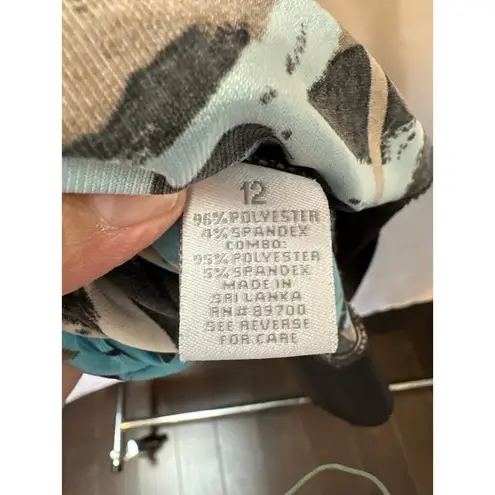 12
96% POLYESTER
4% SPANDEX
COMBO:
95% POLYESTER
5% SPANDEX
MADE IN
SRI LANKA
RN# 89700
SEE REVERSE
FOR CARE